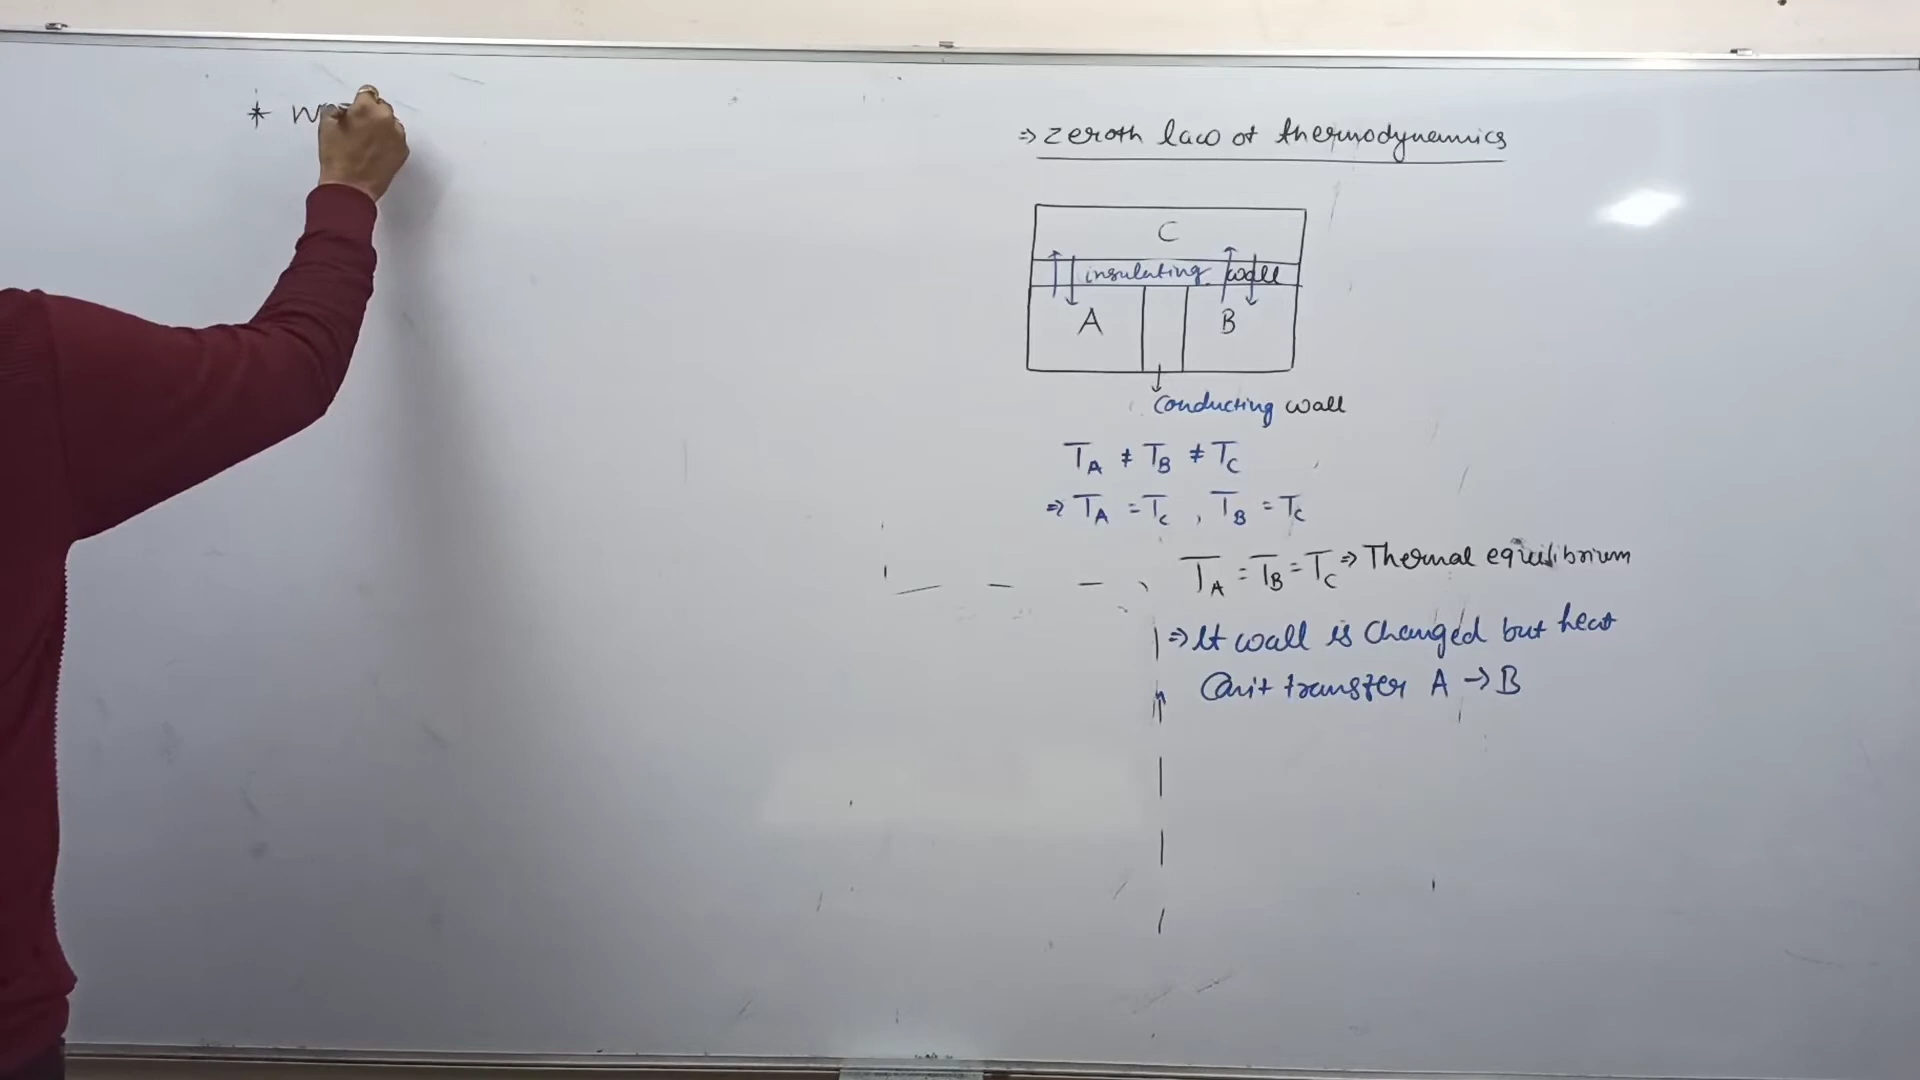 *
⇒ zeroth law of thermodynamics
C
insulating wall
A B
conducting wall
T_A ≠ T_B ≠ T_C
⇒ T_A = T_C , T_B = T_C
T_A = T_B = T_C ⇒ Thermal equilibrium
⇒ If wall is changed but heat
Can't transfer A → B